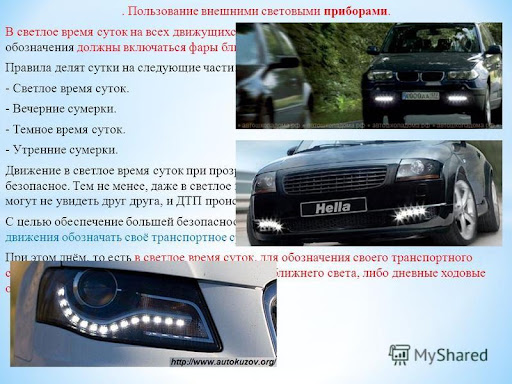 . Пользование внешними световыми приборами.
В светлое время суток на всех движущихс
обозначения должны включаться фары бли
Правила делят сутки на следующие части
- Светлое время суток.
- Вечерние сумерки.
- Темное время суток.
- Утренние сумерки.
Движение в светлое время суток при проз
безопасное. Тем не менее, даже в светлое
могут не увидеть друг друга, и ДТП проис
С целью обеспечение большей безопаснос
движения обозначать своё транспортное с
При этом днём, то есть в светлое время суток, для обозначения своего транспортного
ближнего света, либо дневные ходовые
Hella
http://www.autokuzov.org/
MyShared